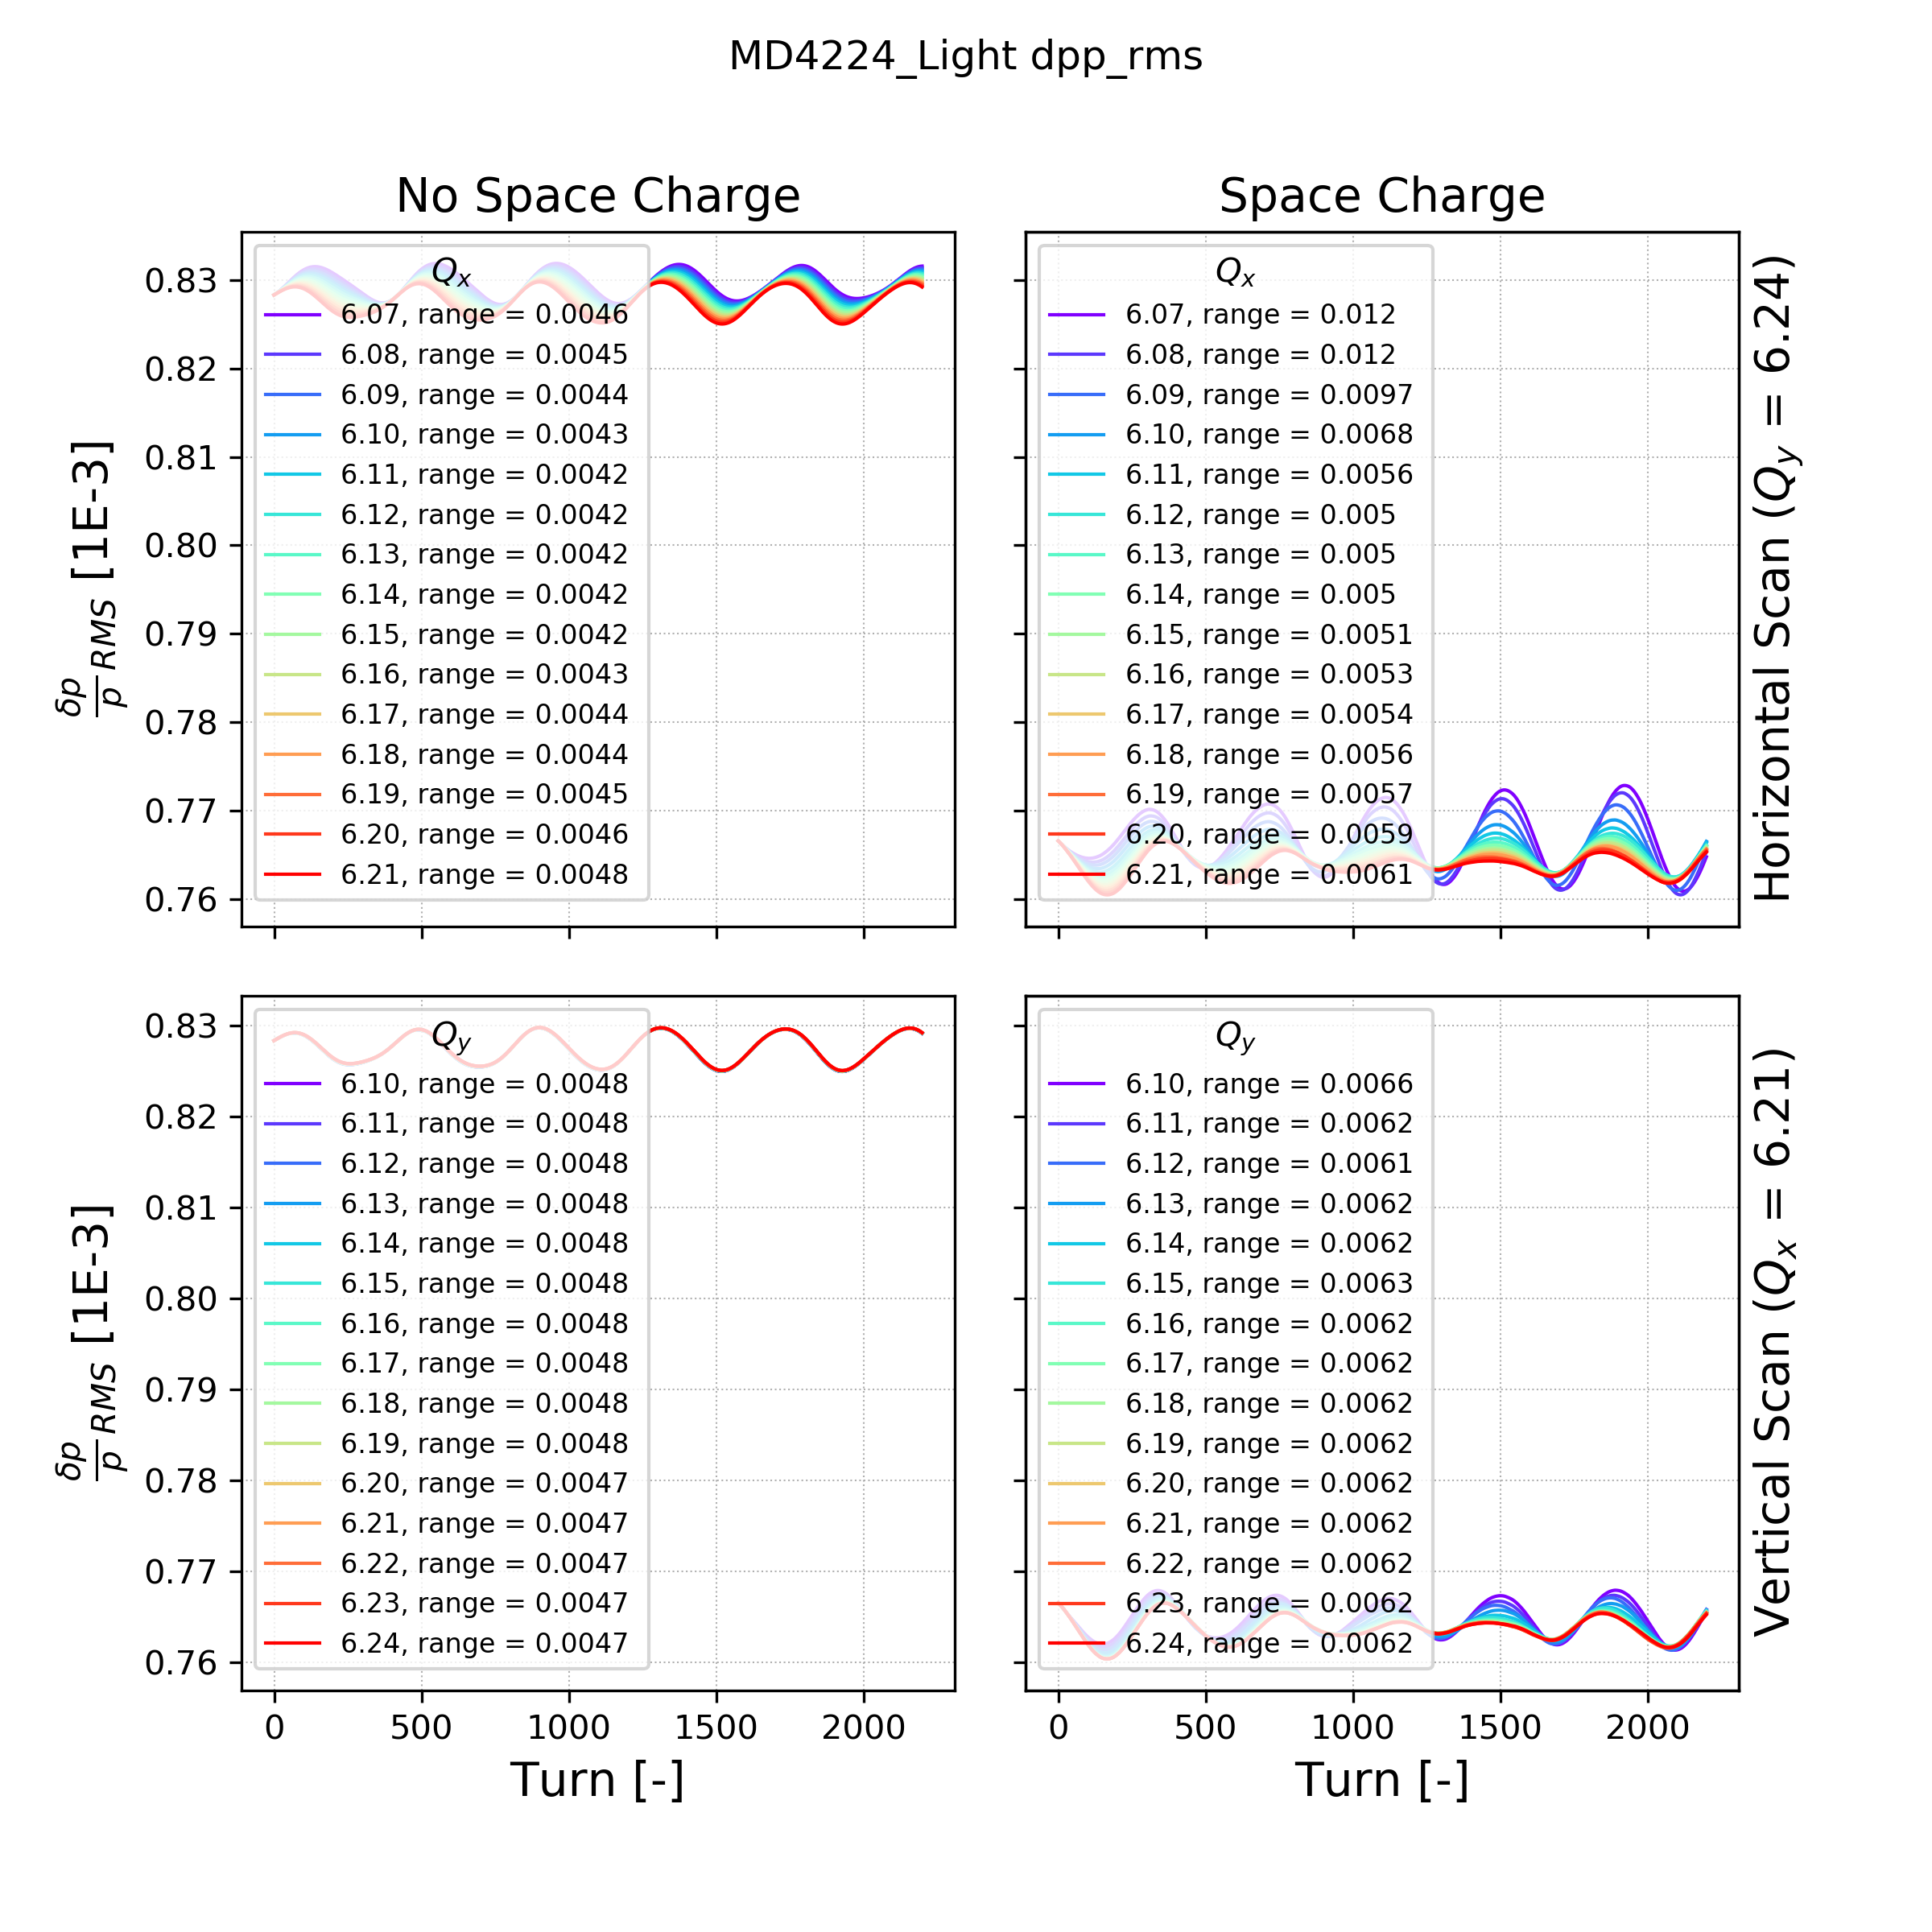 MD4224_Light dpp_rms
No Space Charge
Space Charge
δp/p RMS [1E-3]
0.83
0.82
0.81
0.80
0.79
0.78
0.77
0.76
Qx
6.07, range = 0.0046
6.08, range = 0.0045
6.09, range = 0.0044
6.10, range = 0.0043
6.11, range = 0.0042
6.12, range = 0.0042
6.13, range = 0.0042
6.14, range = 0.0042
6.15, range = 0.0042
6.16, range = 0.0043
6.17, range = 0.0044
6.18, range = 0.0044
6.19, range = 0.0045
6.20, range = 0.0046
6.21, range = 0.0048
Qx
6.07, range = 0.012
6.08, range = 0.012
6.09, range = 0.0097
6.10, range = 0.0068
6.11, range = 0.0056
6.12, range = 0.005
6.13, range = 0.005
6.14, range = 0.005
6.15, range = 0.0051
6.16, range = 0.0053
6.17, range = 0.0054
6.18, range = 0.0056
6.19, range = 0.0057
6.20, range = 0.0059
6.21, range = 0.0061
Horizontal Scan (Qy = 6.24)
δp/p RMS [1E-3]
0.83
0.82
0.81
0.80
0.79
0.78
0.77
0.76
Qy
6.10, range = 0.0048
6.11, range = 0.0048
6.12, range = 0.0048
6.13, range = 0.0048
6.14, range = 0.0048
6.15, range = 0.0048
6.16, range = 0.0048
6.17, range = 0.0048
6.18, range = 0.0048
6.19, range = 0.0048
6.20, range = 0.0047
6.21, range = 0.0047
6.22, range = 0.0047
6.23, range = 0.0047
6.24, range = 0.0047
Qy
6.10, range = 0.0066
6.11, range = 0.0062
6.12, range = 0.0061
6.13, range = 0.0062
6.14, range = 0.0062
6.15, range = 0.0063
6.16, range = 0.0062
6.17, range = 0.0062
6.18, range = 0.0062
6.19, range = 0.0062
6.20, range = 0.0062
6.21, range = 0.0062
6.22, range = 0.0062
6.23, range = 0.0062
6.24, range = 0.0062
Vertical Scan (Qx = 6.21)
0 500 1000 1500 2000
0 500 1000 1500 2000
Turn [-]
Turn [-]